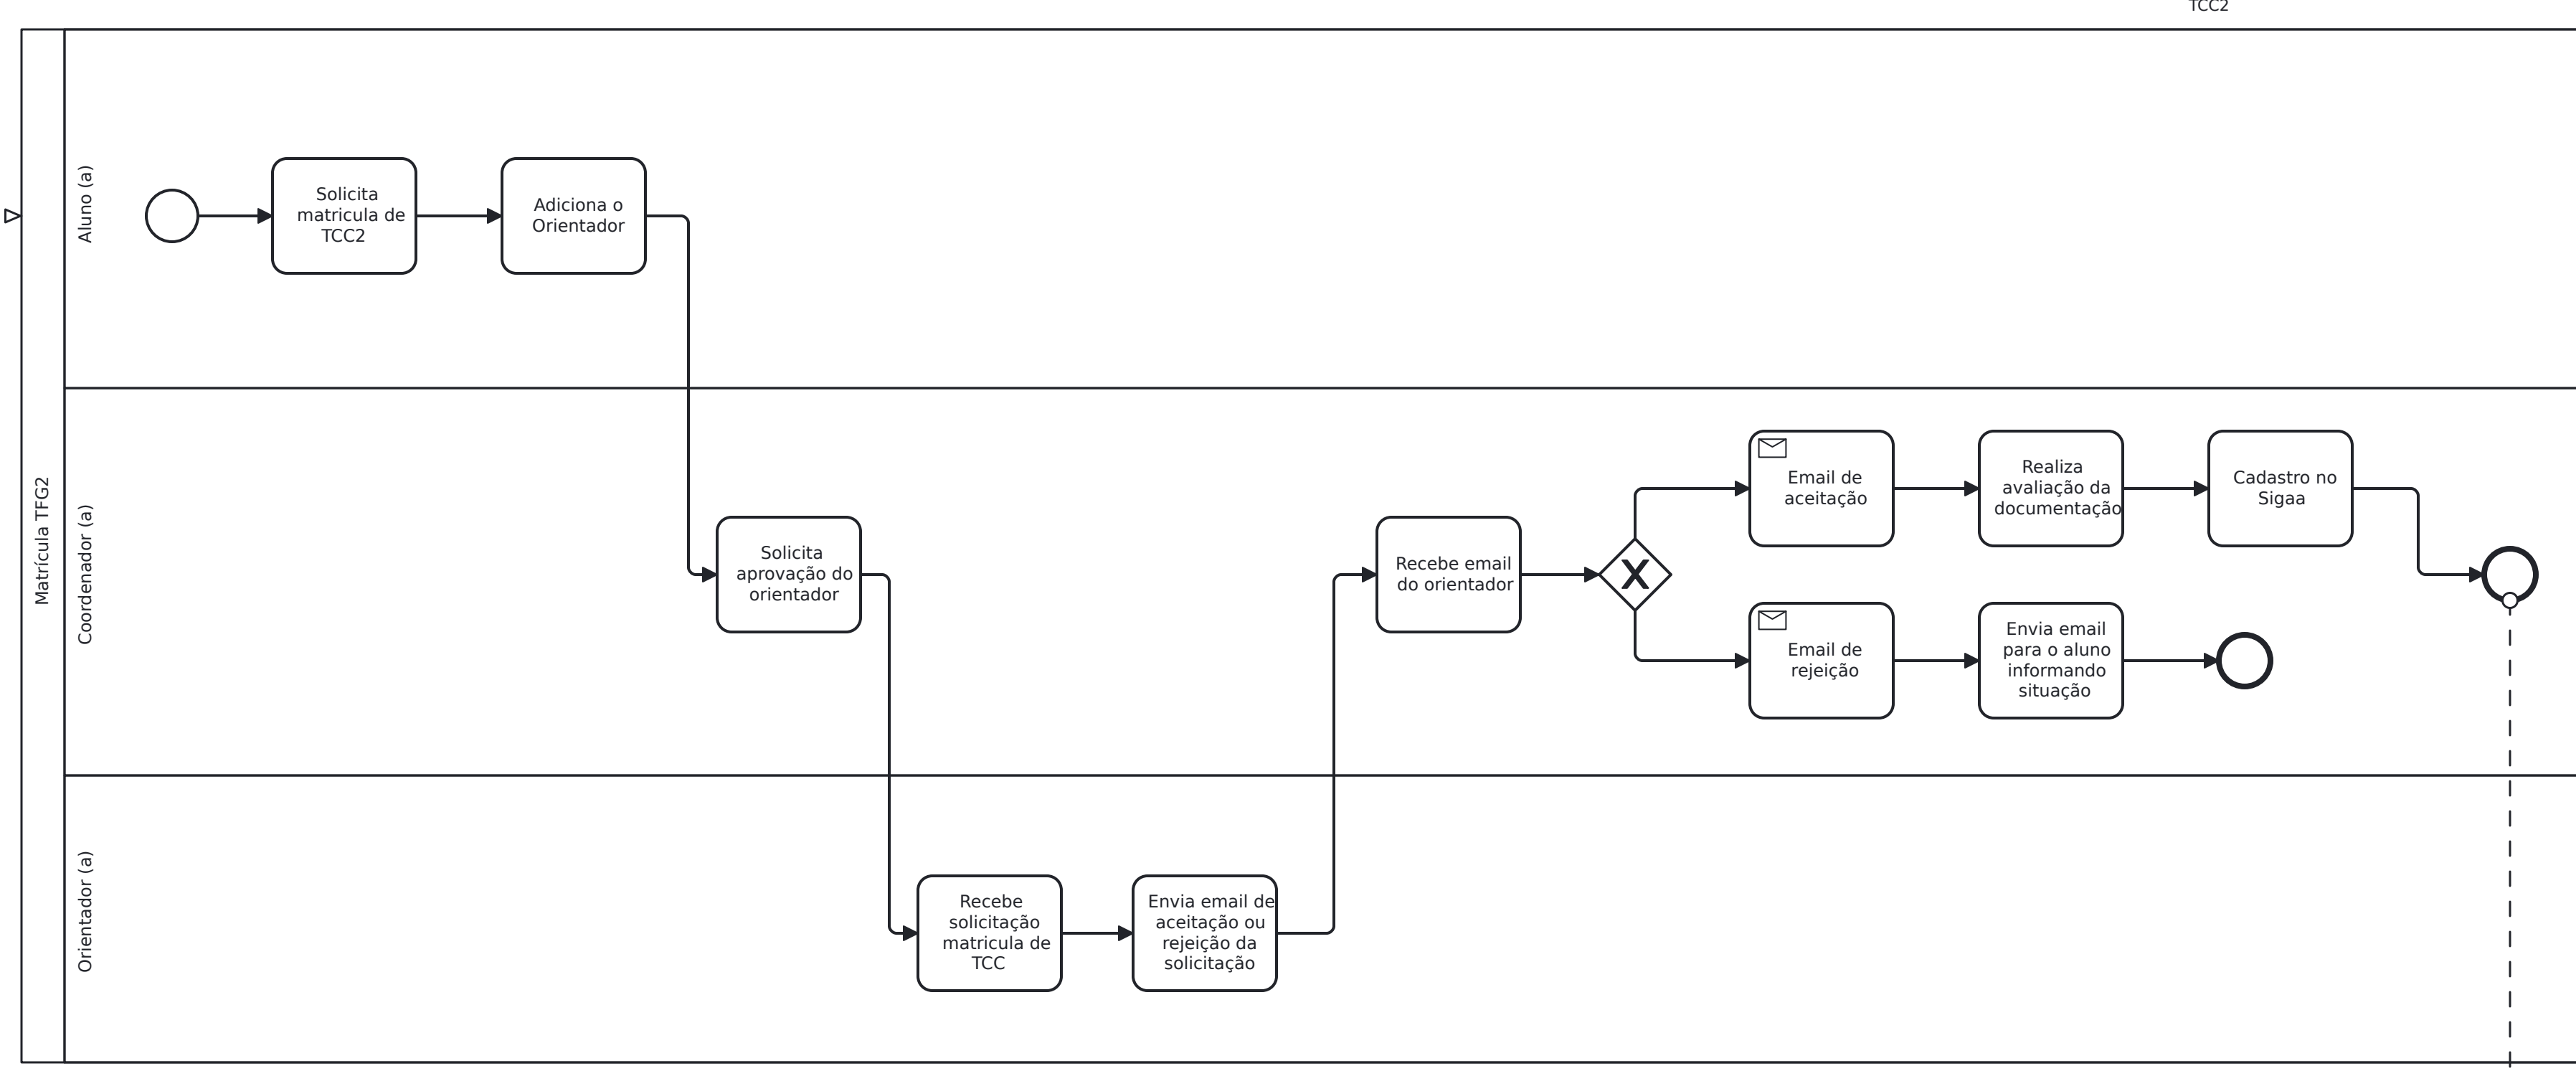 TCC2
Matrícula TFG2
Aluno (a)
Solicita
matricula de
TCC2
Adiciona o
Orientador
Coordenador (a)
Solicita
aprovação do
orientador
Recebe email
do orientador
X
Email de
aceitação
Realiza
avaliação da
documentação
Cadastro no
Sigaa
Email de
rejeição
Envia email
para o aluno
informando
situação
Orientador (a)
Recebe
solicitação
matricula de
TCC
Envia email de
aceitação ou
rejeição da
solicitação